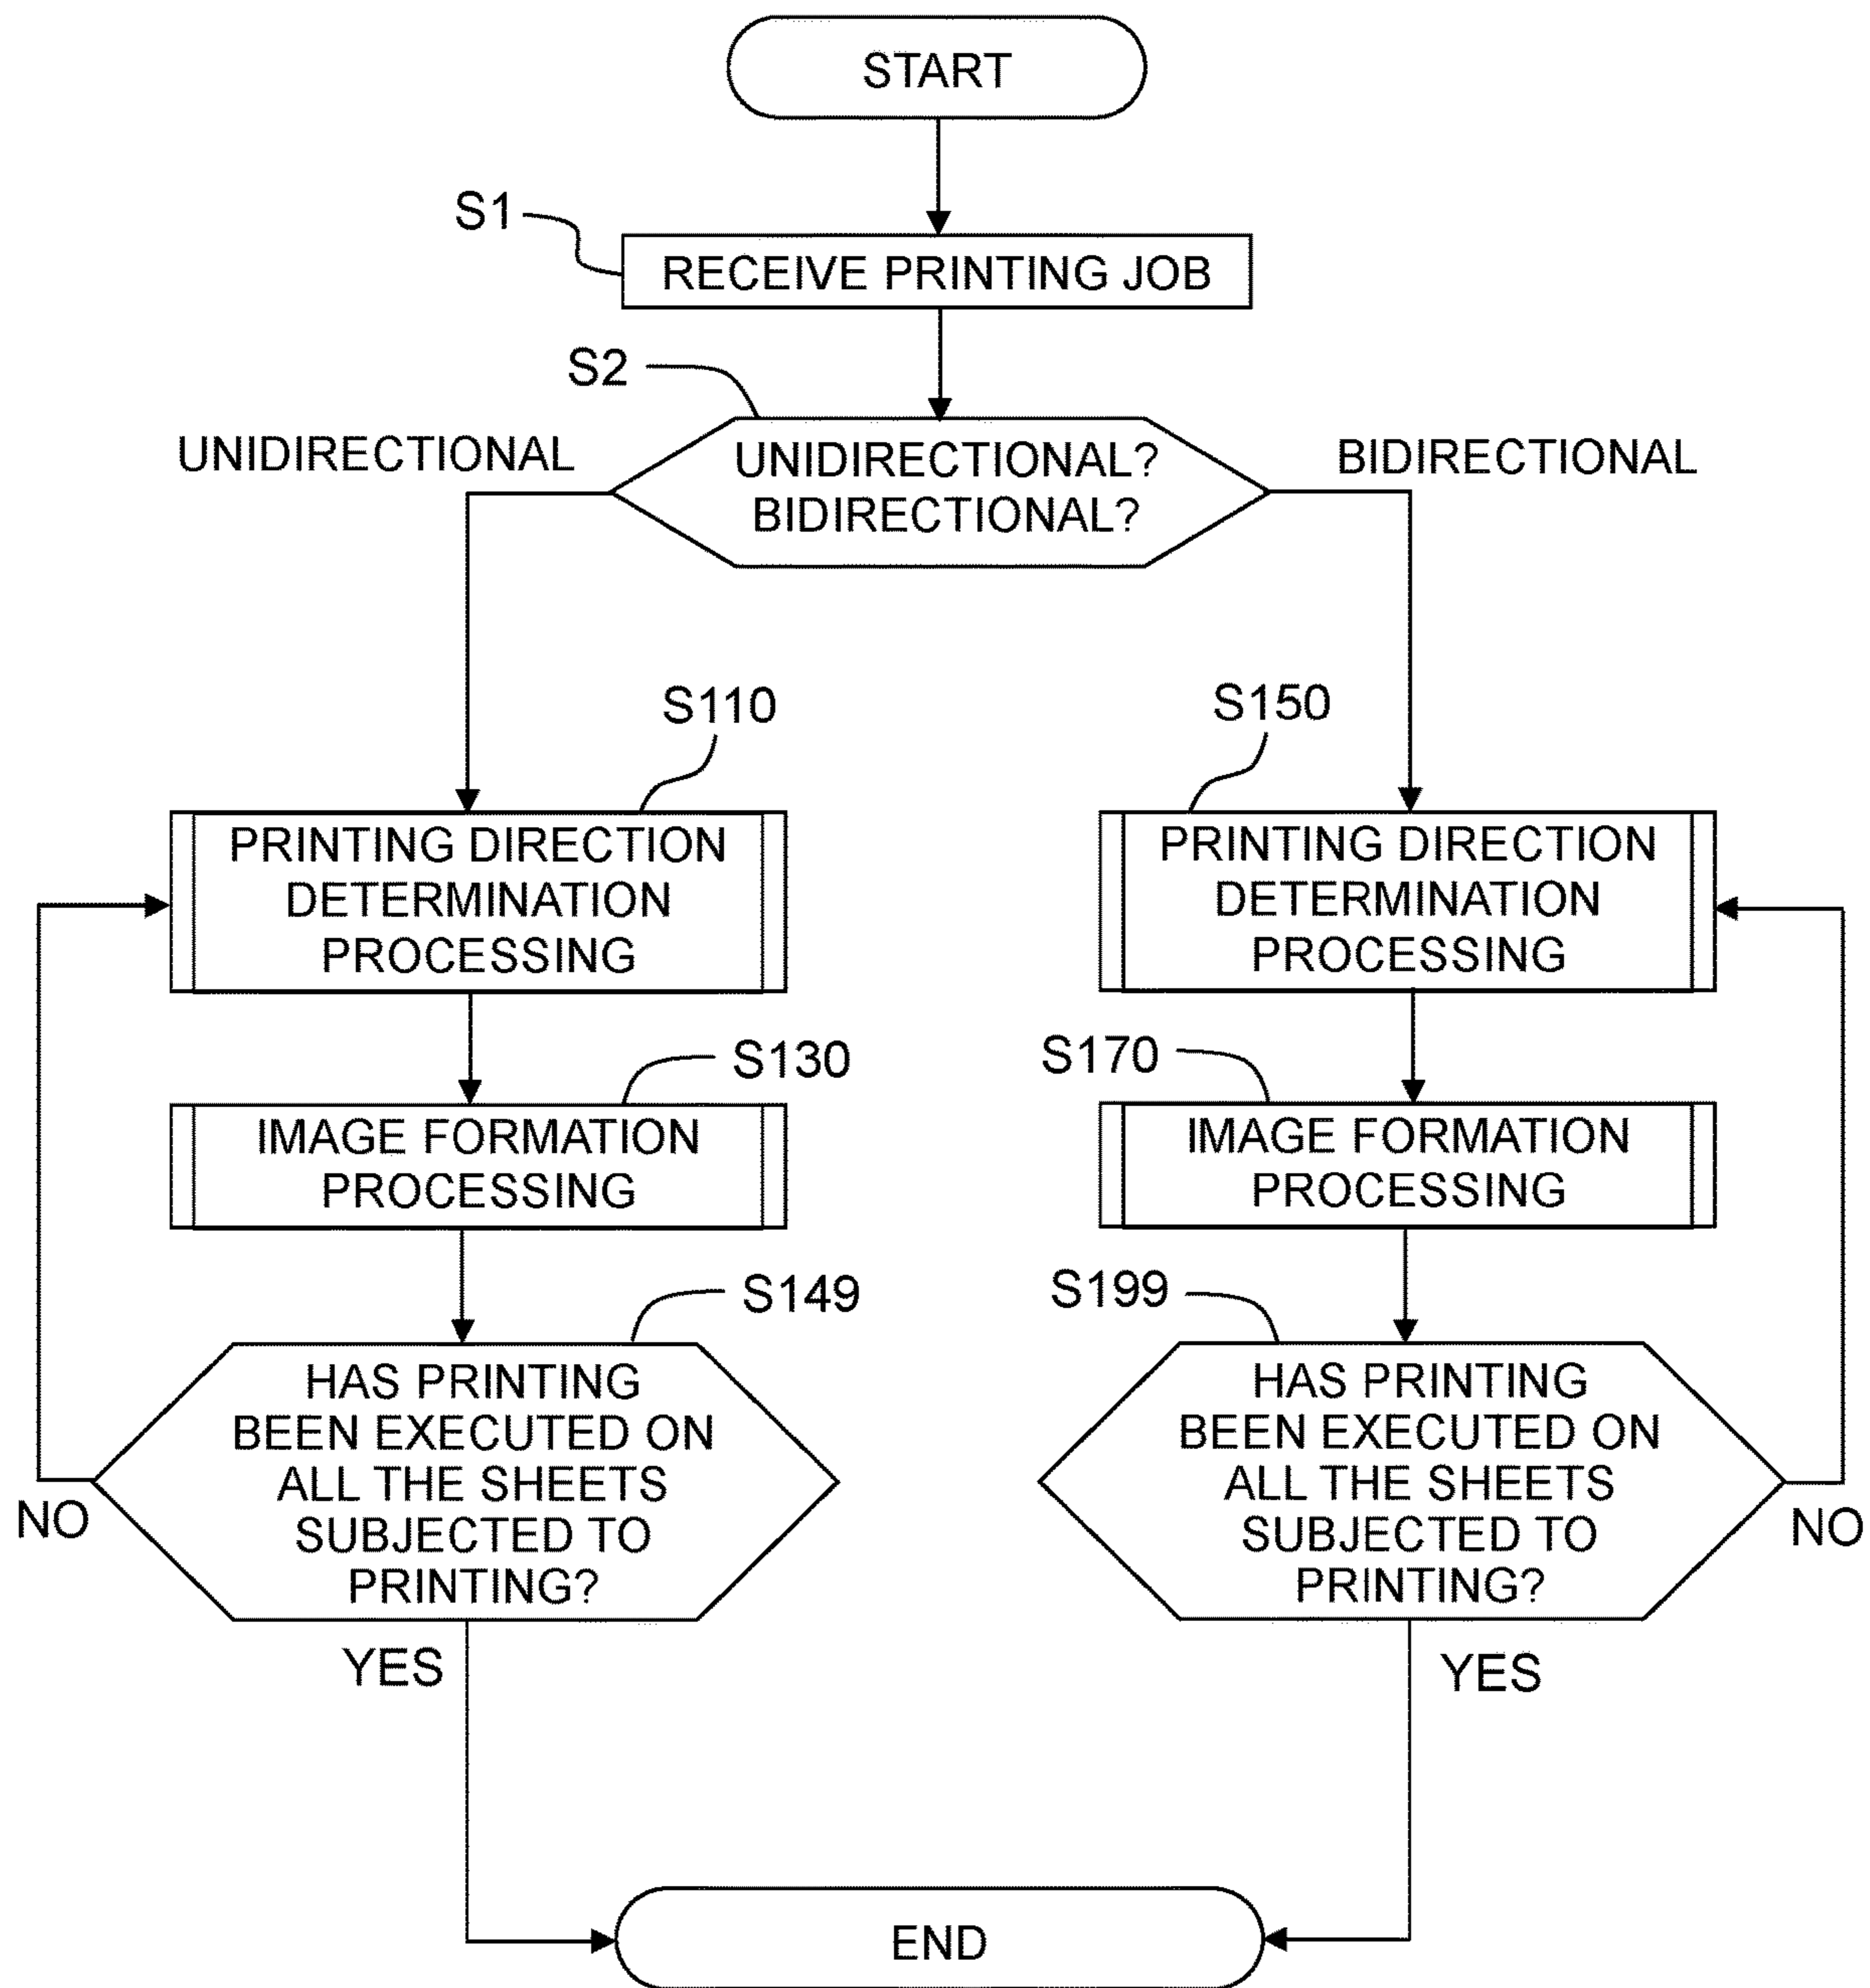 START
S1
RECEIVE PRINTING JOB
S2
UNIDIRECTIONAL
UNIDIRECTIONAL?
BIDIRECTIONAL?
BIDIRECTIONAL
S110
PRINTING DIRECTION
DETERMINATION
PROCESSING
S150
PRINTING DIRECTION
DETERMINATION
PROCESSING
S130
IMAGE FORMATION
PROCESSING
S170
IMAGE FORMATION
PROCESSING
S149
HAS PRINTING
BEEN EXECUTED ON
ALL THE SHEETS
SUBJECTED TO
PRINTING?
NO
YES
S199
HAS PRINTING
BEEN EXECUTED ON
ALL THE SHEETS
SUBJECTED TO
PRINTING?
NO
YES
END